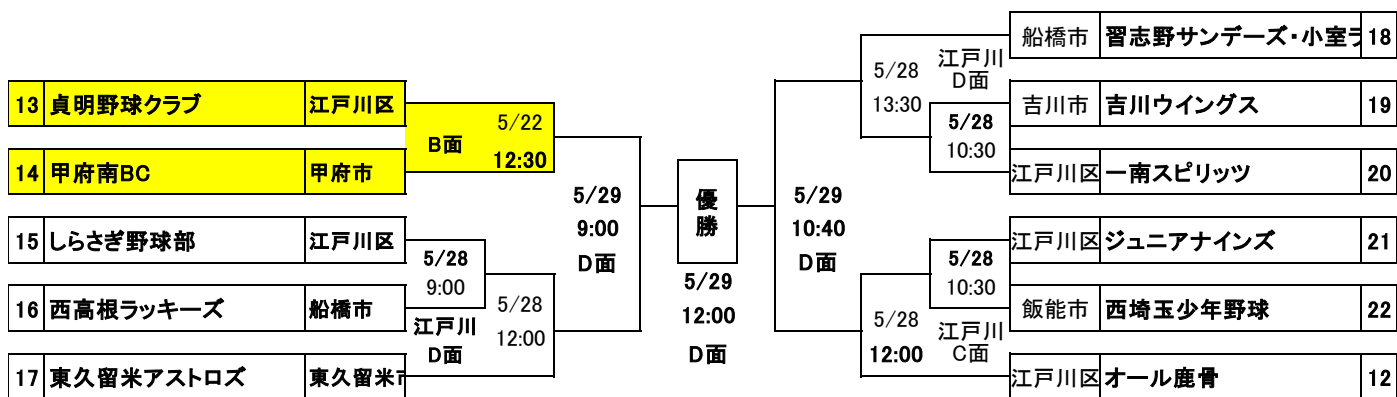 13 貞明野球クラブ 江戸川区
14 甲府南BC 甲府市
15 しらさぎ野球部 江戸川区
16 西高根ラッキーズ 船橋市
17 東久留米アストロズ 東久留米市
B面 5/22
12:30
5/28
9:00
江戸川
D面
5/28
12:00
5/29
9:00
D面
優
勝
5/29
12:00
D面
5/29
10:40
D面
5/28
13:30
江戸川
D面
5/28
10:30
5/28
10:30
5/28
12:00
江戸川
C面
船橋市 習志野サンデーズ・小室ラ 18
吉川市 吉川ウイングス 19
江戸川区 一南スピリッツ 20
江戸川区 ジュニアナインズ 21
飯能市 西埼玉少年野球 22
江戸川区 オール鹿骨 12